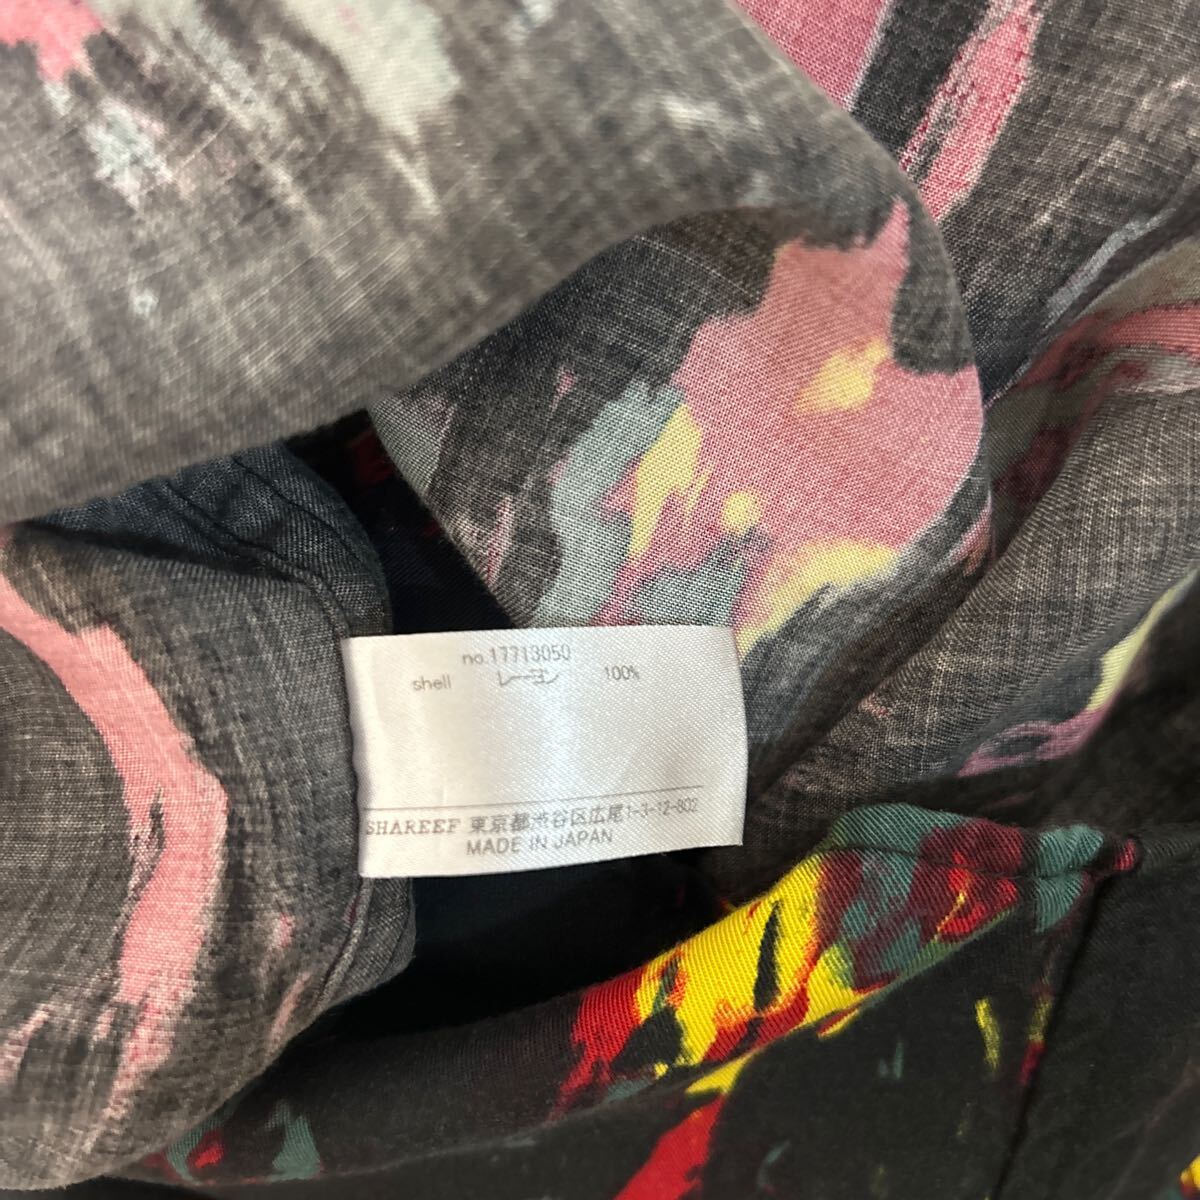 no.17713050
shell レーヨン 100%
SHAREEF 東京都渋谷区広尾1-3-12-802
MADE IN JAPAN